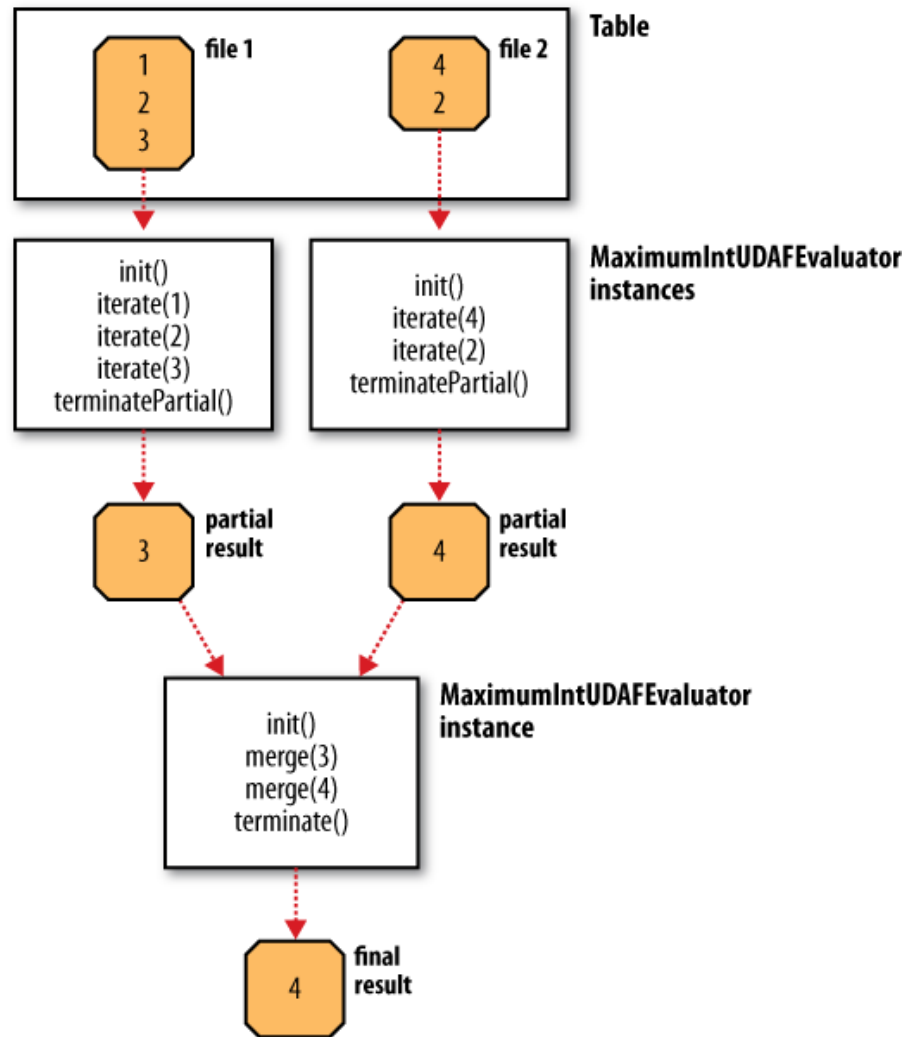 Table
file 1
1
2
3
file 2
4
2
MaximumIntUDAFEvaluator
instances
init()
iterate(1)
iterate(2)
iterate(3)
terminatePartial()
init()
iterate(4)
iterate(2)
terminatePartial()
partial
result
3
partial
result
4
MaximumIntUDAFEvaluator
instance
init()
merge(3)
merge(4)
terminate()
final
result
4